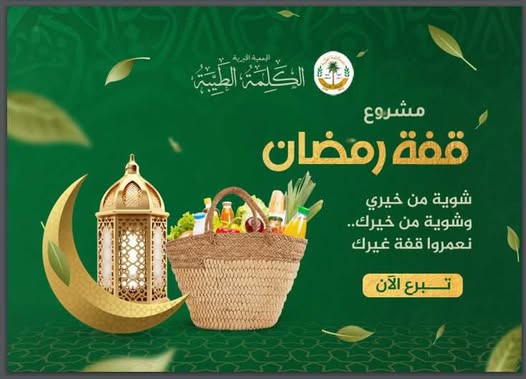 الجمعية الخيرية
الكلمة الطيبة
مشروع
قفة رمضان
شوية من خيري
وشوية من خيرك..
نعمروا قفة غيرك
تبرع الآن